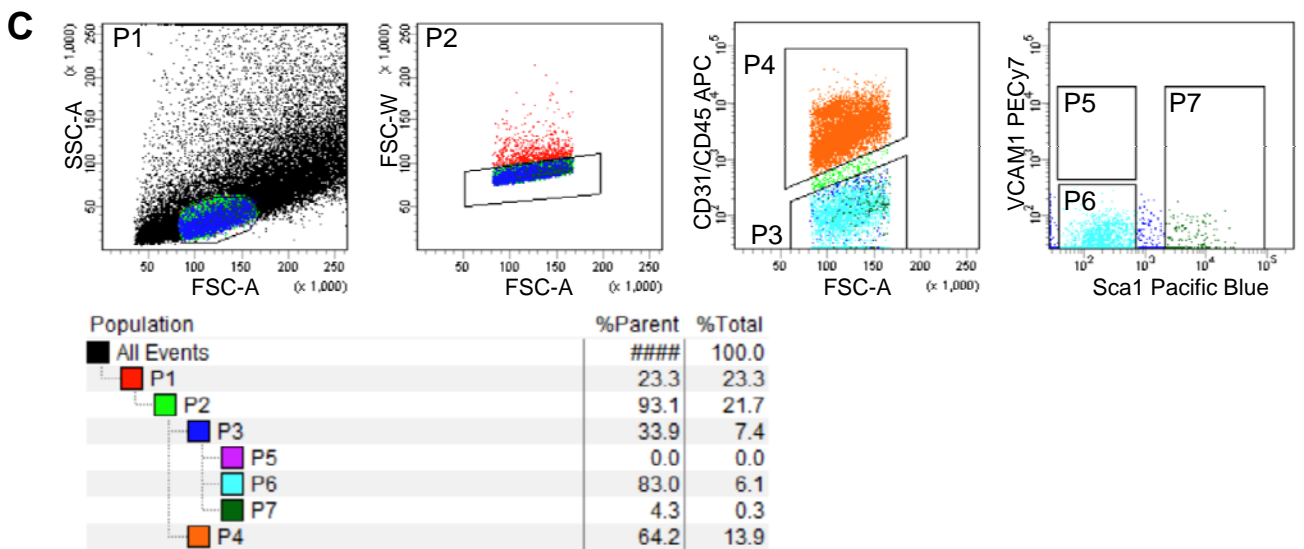 C
P1
SSC-A
(x 1,000)
250
200
150
100
50
50 100 150 200 250
FSC-A
(x 1,000)
P2
FSC-W
(x 1,000)
250
200
150
100
50
50 100 150 200 250
FSC-A
(x 1,000)
P4
P3
CD31/CD45 APC
10^5
10^4
10^3
10^2
50 100 150 200 250
FSC-A
(x 1,000)
P5
P7
P6
VCAM1 PECy7
10^5
10^4
10^3
10^2
10^2 10^3 10^4 10^5
Sca1 Pacific Blue
Population %Parent %Total
All Events #### 100.0
P1 23.3 23.3
P2 93.1 21.7
P3 33.9 7.4
P5 0.0 0.0
P6 83.0 6.1
P7 4.3 0.3
P4 64.2 13.9